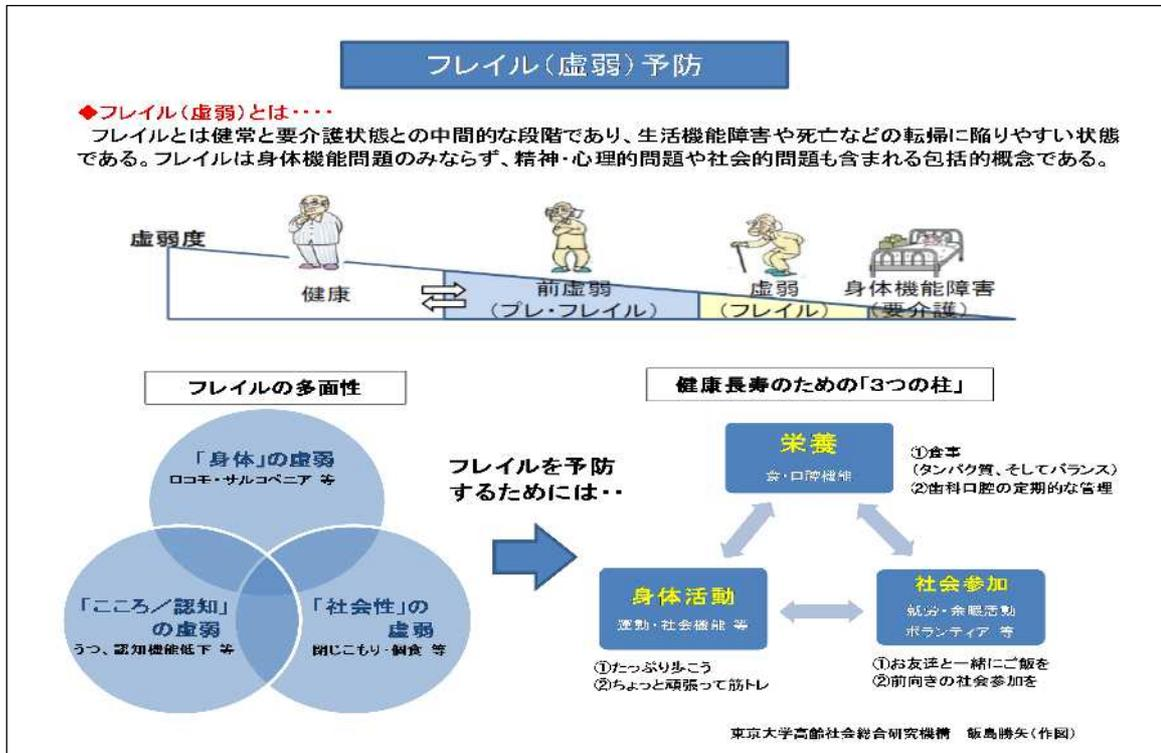 フレイル(虚弱)予防
◆フレイル(虚弱)とは‥‥
フレイルとは健常と要介護状態との中間的な段階であり、生活機能障害や死亡などの転帰に陥りやすい状態
である。フレイルは身体機能問題のみならず、精神・心理的問題や社会的問題も含まれる包括的概念である。
虚弱度
健康
前虚弱
(プレ・フレイル)
虚弱
(フレイル)
身体機能障害
(要介護)
フレイルの多面性
「身体」の虚弱
ロコモ・サルコペニア 等
「こころ/認知」
の虚弱
うつ、認知機能低下 等
「社会性」の
虚弱
閉じこもり・個食 等
フレイルを予防
するためには‥
健康長寿のための「3つの柱」
栄養
食・口腔機能
①食事
(タンパク質、そしてバランス)
②歯科口腔の定期的な管理
身体活動
運動・社会機能 等
①たっぷり歩こう
②ちょっと頑張って筋トレ
社会参加
就労・余暇活動
ボランティア 等
①お友達と一緒にご飯を
②前向きの社会参加を
東京大学高齢社会総合研究機構 飯島勝矢(作図)